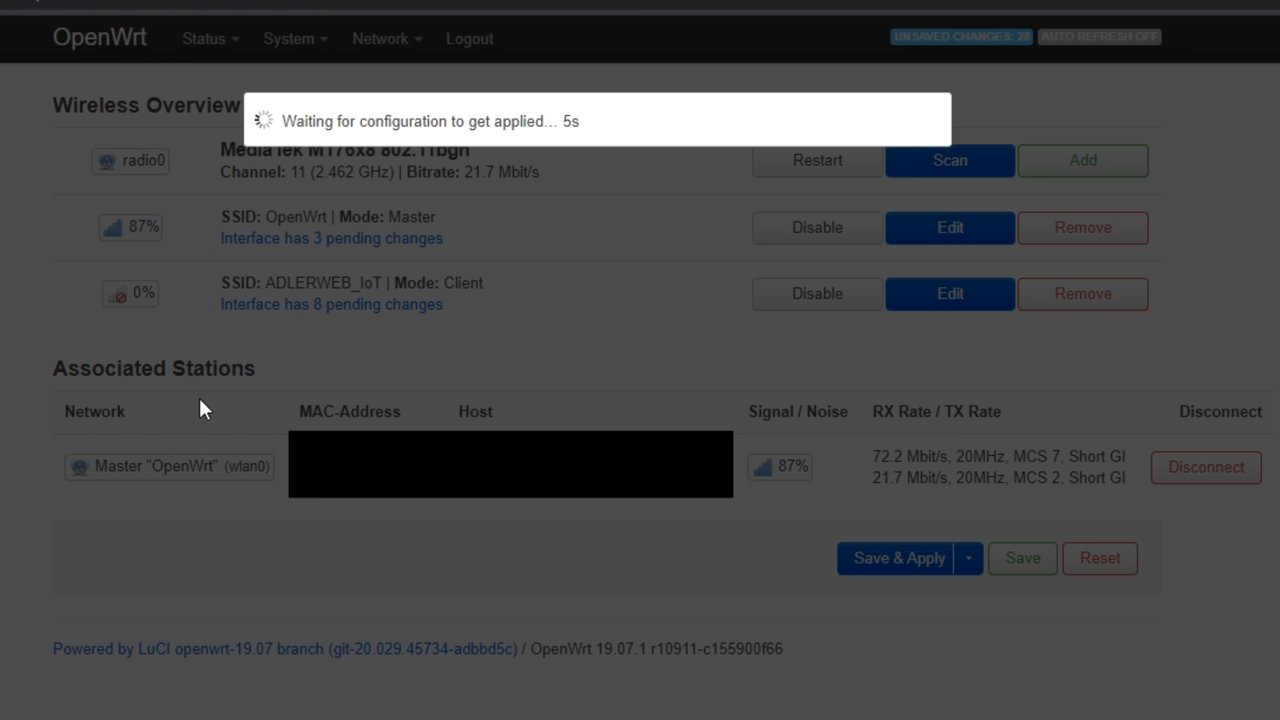 OpenWrt Status System Network Logout UNSAVED CHANGES: 28 AUTO REFRESH OFF
Wireless Overview
Waiting for configuration to get applied… 5s
radio0 MediaTek MT76x8 802.11bgn Restart Scan Add
Channel: 11 (2.462 GHz) | Bitrate: 21.7 Mbit/s
87% SSID: OpenWrt | Mode: Master Disable Edit Remove
Interface has 3 pending changes
0% SSID: ADLERWEB_IoT | Mode: Client Disable Edit Remove
Interface has 8 pending changes
Associated Stations
Network MAC-Address Host Signal / Noise RX Rate / TX Rate Disconnect
Master "OpenWrt" (wlan0) 87% 72.2 Mbit/s, 20MHz, MCS 7, Short GI Disconnect
21.7 Mbit/s, 20MHz, MCS 2, Short GI
Save & Apply Save Reset
Powered by LuCI openwrt-19.07 branch (git-20.029.45734-adbbd5c) / OpenWrt 19.07.1 r10911-c155900f66